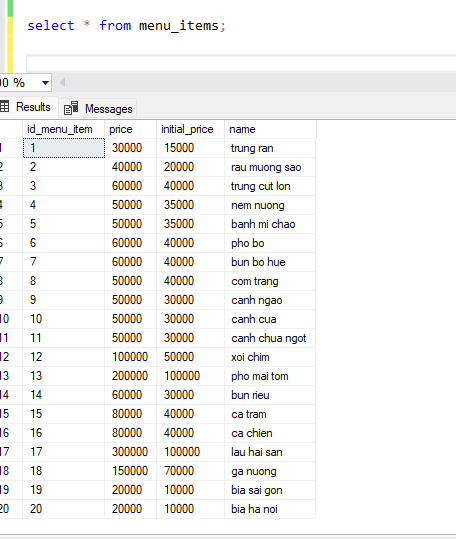 select * from menu_items;
00 %
Results Messages
id_menu_item price initial_price name
1 1 30000 15000 trung ran
2 2 40000 20000 rau muong sao
3 3 60000 40000 trung cut lon
4 4 50000 35000 nem nuong
5 5 50000 35000 banh mi chao
6 6 60000 40000 pho bo
7 7 60000 40000 bun bo hue
8 8 50000 40000 com trang
9 9 50000 30000 canh ngao
10 10 50000 30000 canh cua
11 11 50000 30000 canh chua ngot
12 12 100000 50000 xoi chim
13 13 200000 100000 pho mai tom
14 14 60000 30000 bun rieu
15 15 80000 40000 ca tram
16 16 80000 40000 ca chien
17 17 300000 100000 lau hai san
18 18 150000 70000 ga nuong
19 19 20000 10000 bia sai gon
20 20 20000 10000 bia ha noi